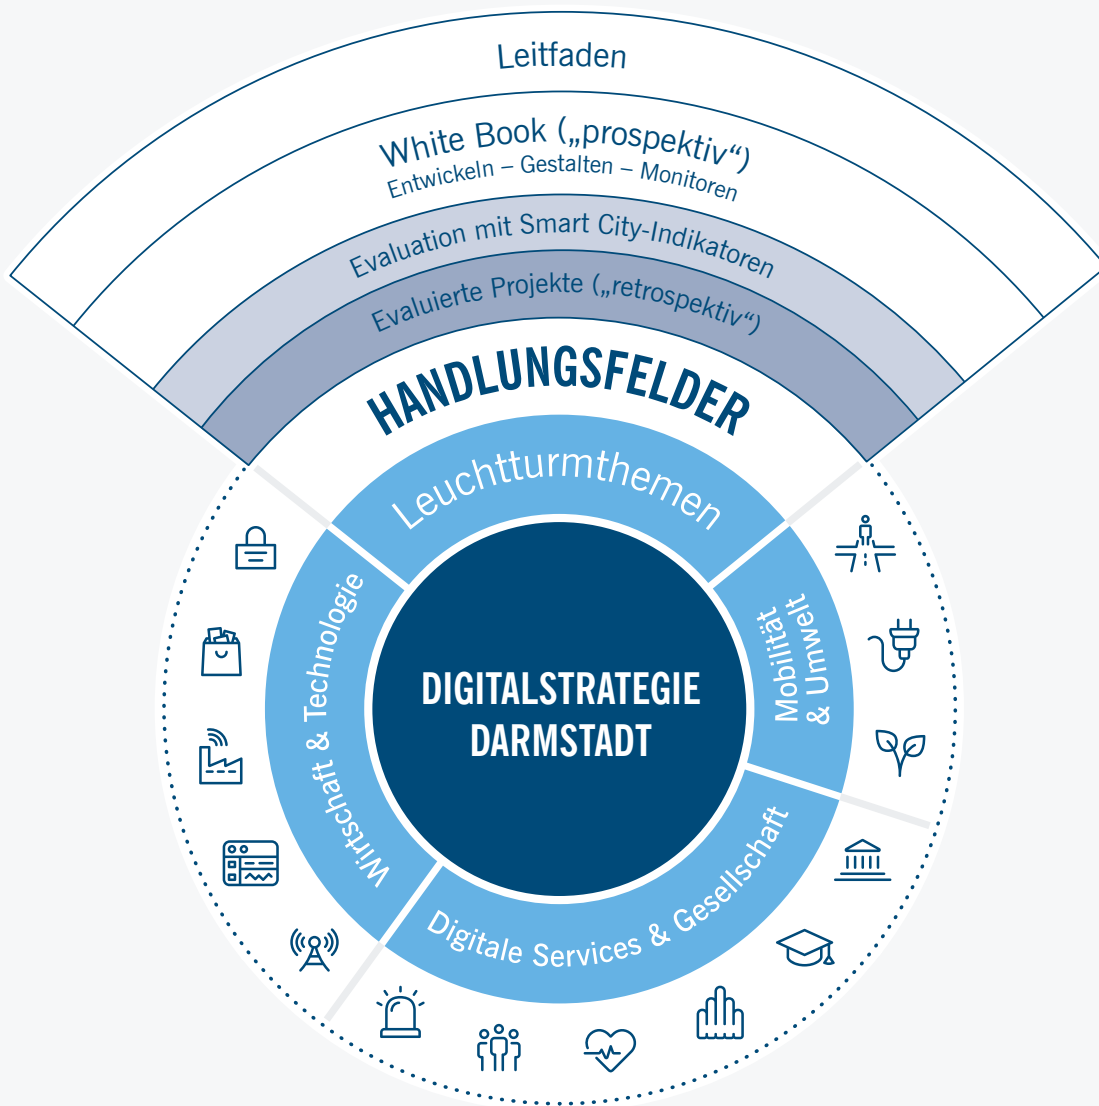 Leitfaden
White Book („prospektiv“)
Entwickeln – Gestalten – Monitoren
Evaluation mit Smart City-Indikatoren
Evaluierte Projekte („retrospektiv“)
HANDLUNGSFELDER
Leuchtturmthemen
Mobilität
& Umwelt
Wirtschaft & Technologie
DIGITALSTRATEGIE
DARMSTADT
Digitale Services & Gesellschaft